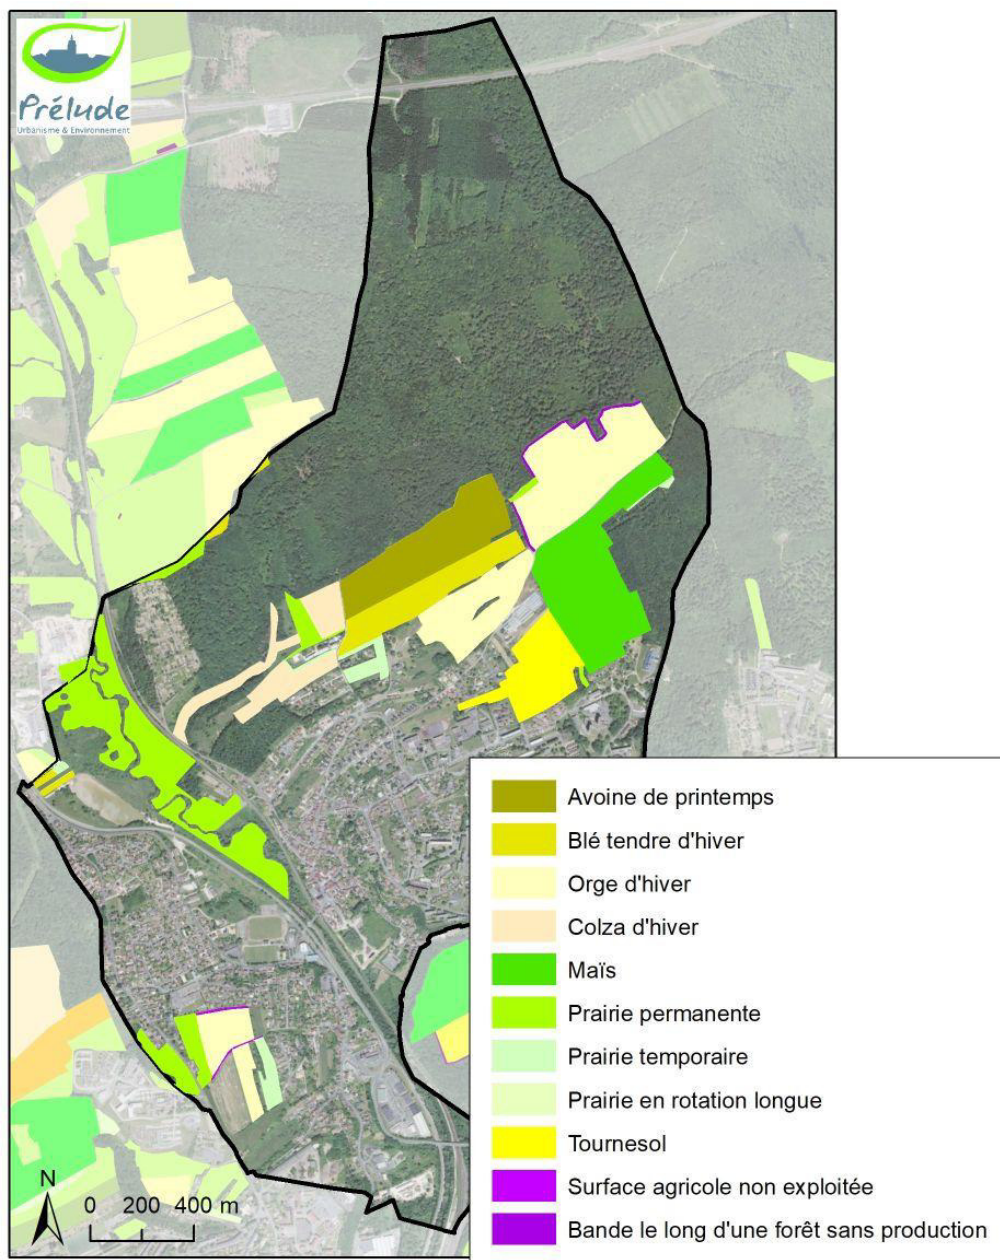 Prélude
Urbanisme & Environnement
Avoine de printemps
Blé tendre d'hiver
Orge d'hiver
Colza d'hiver
Maïs
Prairie permanente
Prairie temporaire
Prairie en rotation longue
Tournesol
Surface agricole non exploitée
Bande le long d'une forêt sans production
N
0 200 400 m